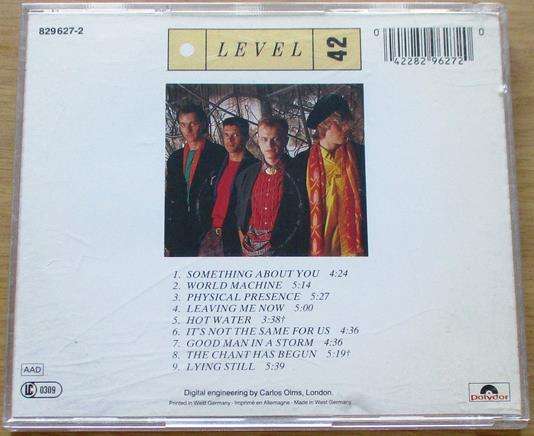 829 627-2
LEVEL 42
0 42282 96272 0
1. SOMETHING ABOUT YOU 4:24
2. WORLD MACHINE 5:14
3. PHYSICAL PRESENCE 5:27
4. LEAVING ME NOW 5:00
5. HOT WATER 3:38†
6. IT'S NOT THE SAME FOR US 4:36
7. GOOD MAN IN A STORM 4:36
8. THE CHANT HAS BEGUN 5:19†
9. LYING STILL 5:39
AAD
LC 0309
Digital engineering by Carlos Olms, London.
Printed in West Germany · Imprimé en Allemagne · Made in West Germany
polydor